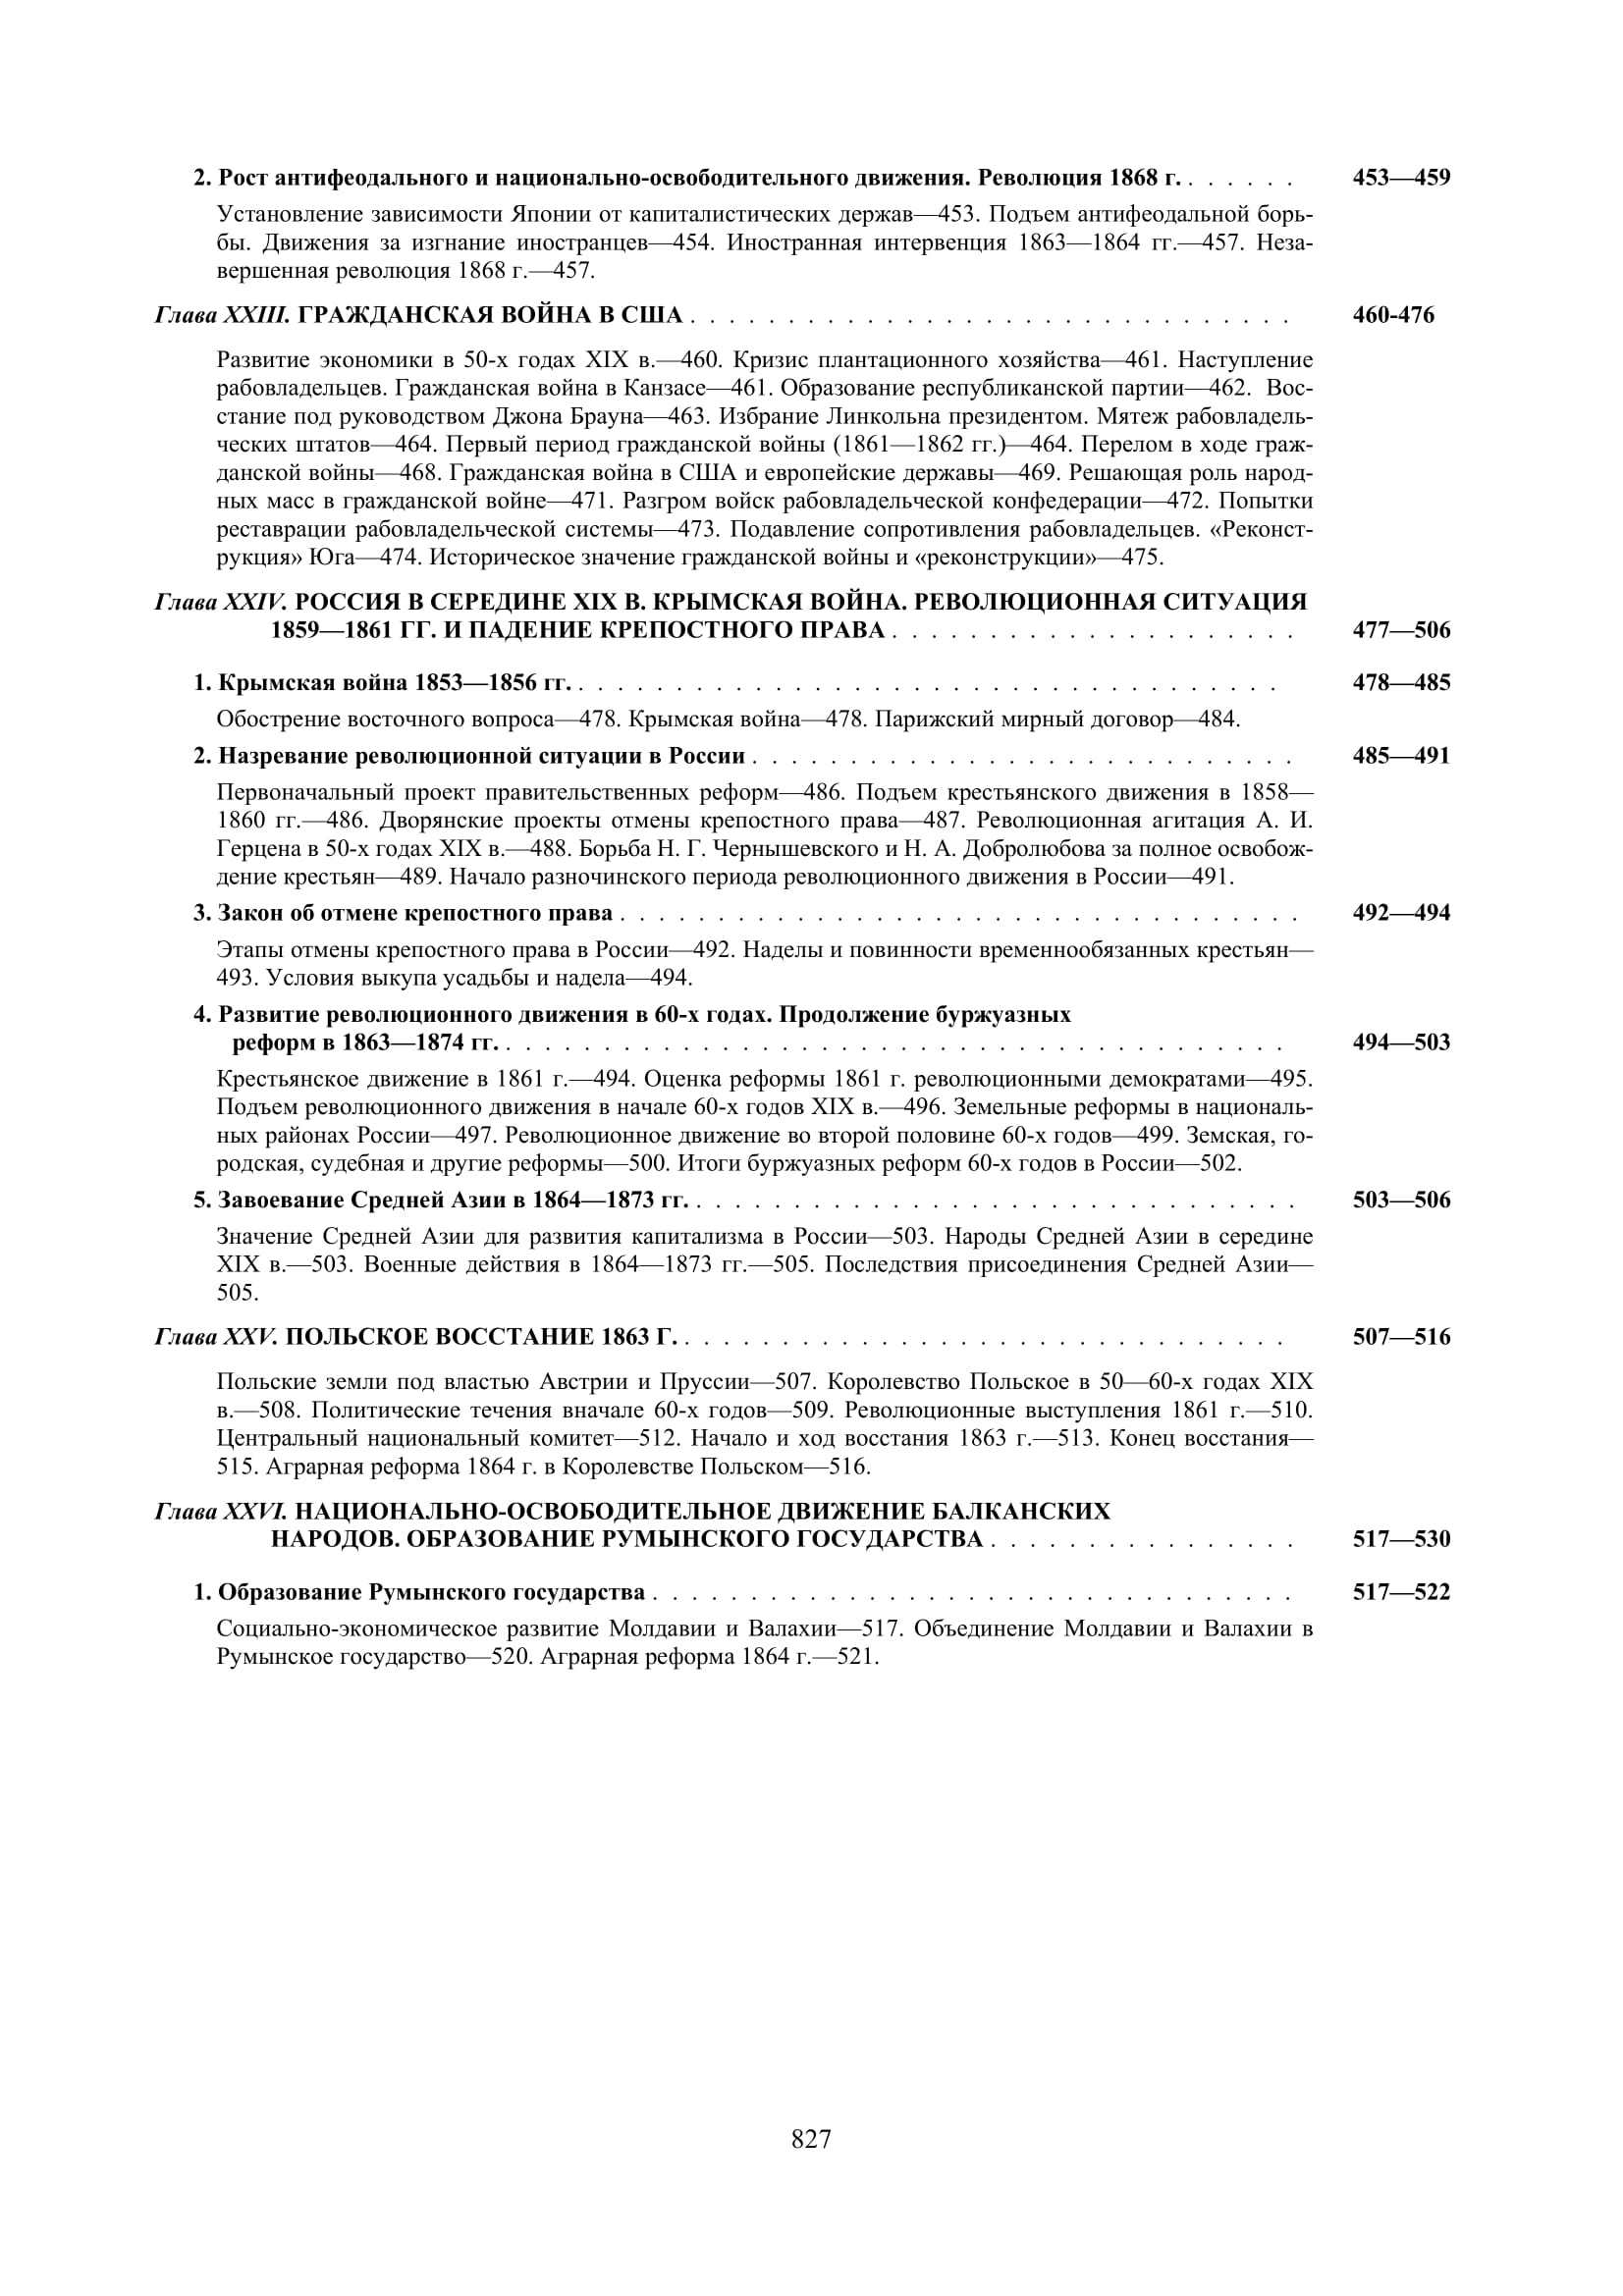 2. Рост антифеодального и национально-освободительного движения. Революция 1868 г. . . . . . . 453—459
Установление зависимости Японии от капиталистических держав—453. Подъем антифеодальной борь-
бы. Движения за изгнание иностранцев—454. Иностранная интервенция 1863—1864 гг.—457. Неза-
вершенная революция 1868 г.—457.
Глава XXIII. ГРАЖДАНСКАЯ ВОЙНА В США . . . . . . . . . . . . . . . . . . . . . . . . . . . . . . . 460-476
Развитие экономики в 50-х годах XIX в.—460. Кризис плантационного хозяйства—461. Наступление
рабовладельцев. Гражданская война в Канзасе—461. Образование республиканской партии—462. Вос-
стание под руководством Джона Брауна—463. Избрание Линкольна президентом. Мятеж рабовладель-
ческих штатов—464. Первый период гражданской войны (1861—1862 гг.)—464. Перелом в ходе граж-
данской войны—468. Гражданская война в США и европейские державы—469. Решающая роль народ-
ных масс в гражданской войне—471. Разгром войск рабовладельческой конфедерации—472. Попытки
реставрации рабовладельческой системы—473. Подавление сопротивления рабовладельцев. «Реконст-
рукция» Юга—474. Историческое значение гражданской войны и «реконструкции»—475.
Глава XXIV. РОССИЯ В СЕРЕДИНЕ XIX В. КРЫМСКАЯ ВОЙНА. РЕВОЛЮЦИОННАЯ СИТУАЦИЯ
1859—1861 ГГ. И ПАДЕНИЕ КРЕПОСТНОГО ПРАВА . . . . . . . . . . . . . . . . . . . . . 477—506
1. Крымская война 1853—1856 гг. . . . . . . . . . . . . . . . . . . . . . . . . . . . . . . . . . . . . 478—485
Обострение восточного вопроса—478. Крымская война—478. Парижский мирный договор—484.
2. Назревание революционной ситуации в России . . . . . . . . . . . . . . . . . . . . . . . . . . . . 485—491
Первоначальный проект правительственных реформ—486. Подъем крестьянского движения в 1858—
1860 гг.—486. Дворянские проекты отмены крепостного права—487. Революционная агитация А. И.
Герцена в 50-х годах XIX в.—488. Борьба Н. Г. Чернышевского и Н. А. Добролюбова за полное освобож-
дение крестьян—489. Начало разночинского периода революционного движения в России—491.
3. Закон об отмене крепостного права . . . . . . . . . . . . . . . . . . . . . . . . . . . . . . . . . . . 492—494
Этапы отмены крепостного права в России—492. Наделы и повинности временнообязанных крестьян—
493. Условия выкупа усадьбы и надела—494.
4. Развитие революционного движения в 60-х годах. Продолжение буржуазных
реформ в 1863—1874 гг. . . . . . . . . . . . . . . . . . . . . . . . . . . . . . . . . . . . . . . . . 494—503
Крестьянское движение в 1861 г.—494. Оценка реформы 1861 г. революционными демократами—495.
Подъем революционного движения в начале 60-х годов XIX в.—496. Земельные реформы в националь-
ных районах России—497. Революционное движение во второй половине 60-х годов—499. Земская, го-
родская, судебная и другие реформы—500. Итоги буржуазных реформ 60-х годов в России—502.
5. Завоевание Средней Азии в 1864—1873 гг. . . . . . . . . . . . . . . . . . . . . . . . . . . . . . . . 503—506
Значение Средней Азии для развития капитализма в России—503. Народы Средней Азии в середине
XIX в.—503. Военные действия в 1864—1873 гг.—505. Последствия присоединения Средней Азии—
505.
Глава XXV. ПОЛЬСКОЕ ВОССТАНИЕ 1863 Г. . . . . . . . . . . . . . . . . . . . . . . . . . . . . . . . 507—516
Польские земли под властью Австрии и Пруссии—507. Королевство Польское в 50—60-х годах XIX
в.—508. Политические течения вначале 60-х годов—509. Революционные выступления 1861 г.—510.
Центральный национальный комитет—512. Начало и ход восстания 1863 г.—513. Конец восстания—
515. Аграрная реформа 1864 г. в Королевстве Польском—516.
Глава XXVI. НАЦИОНАЛЬНО-ОСВОБОДИТЕЛЬНОЕ ДВИЖЕНИЕ БАЛКАНСКИХ
НАРОДОВ. ОБРАЗОВАНИЕ РУМЫНСКОГО ГОСУДАРСТВА . . . . . . . . . . . . . . . . 517—530
1. Образование Румынского государства . . . . . . . . . . . . . . . . . . . . . . . . . . . . . . . . . 517—522
Социально-экономическое развитие Молдавии и Валахии—517. Объединение Молдавии и Валахии в
Румынское государство—520. Аграрная реформа 1864 г.—521.
827